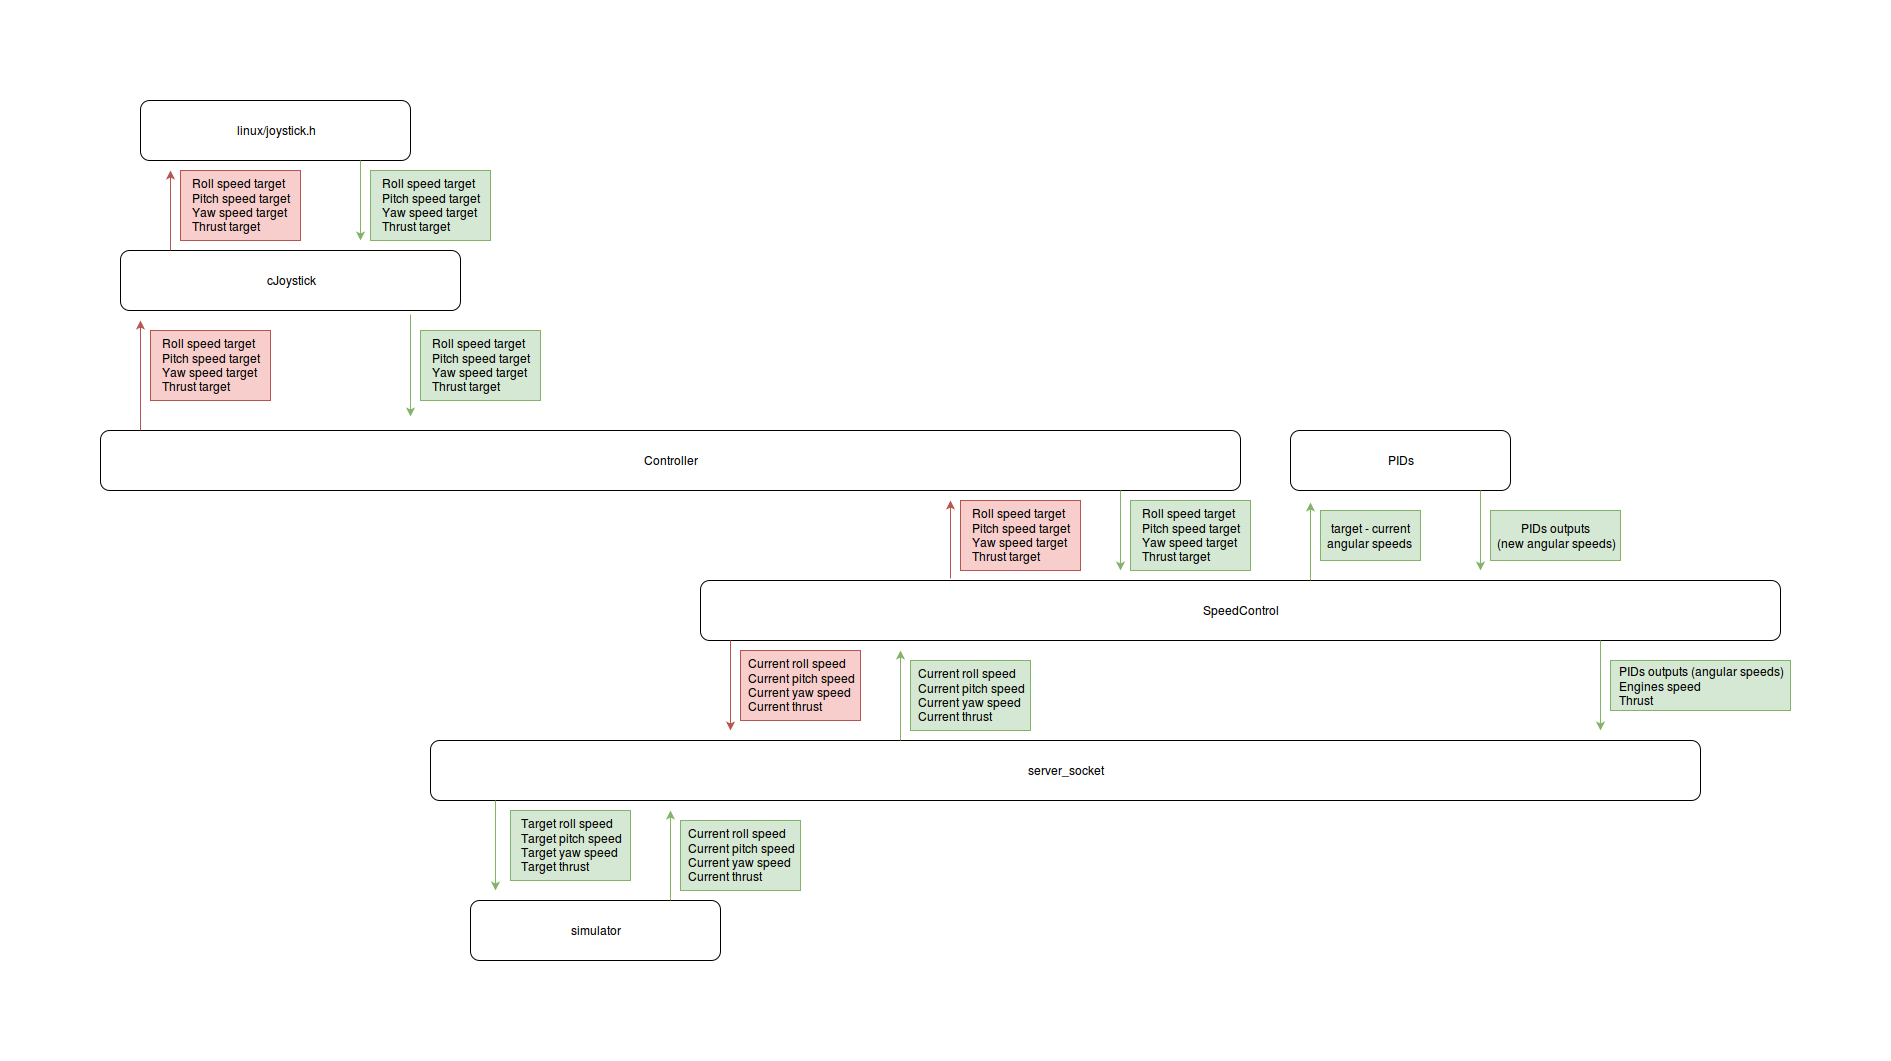 linux/joystick.h
Roll speed target
Pitch speed target
Yaw speed target
Thrust target
Roll speed target
Pitch speed target
Yaw speed target
Thrust target
cJoystick
Roll speed target
Pitch speed target
Yaw speed target
Thrust target
Roll speed target
Pitch speed target
Yaw speed target
Thrust target
Controller
PIDs
Roll speed target
Pitch speed target
Yaw speed target
Thrust target
Roll speed target
Pitch speed target
Yaw speed target
Thrust target
target - current
angular speeds
PIDs outputs
(new angular speeds)
SpeedControl
Current roll speed
Current pitch speed
Current yaw speed
Current thrust
Current roll speed
Current pitch speed
Current yaw speed
Current thrust
PIDs outputs (angular speeds)
Engines speed
Thrust
server_socket
Target roll speed
Target pitch speed
Target yaw speed
Target thrust
Current roll speed
Current pitch speed
Current yaw speed
Current thrust
simulator